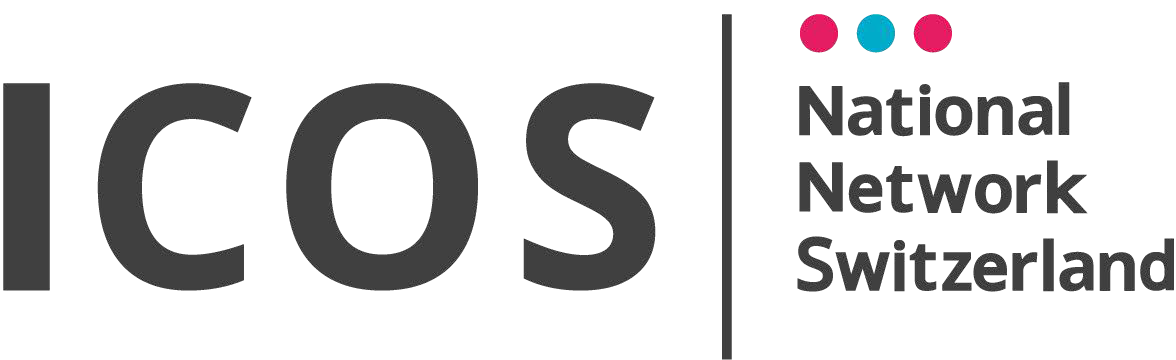 ICOS
National
Network
Switzerland